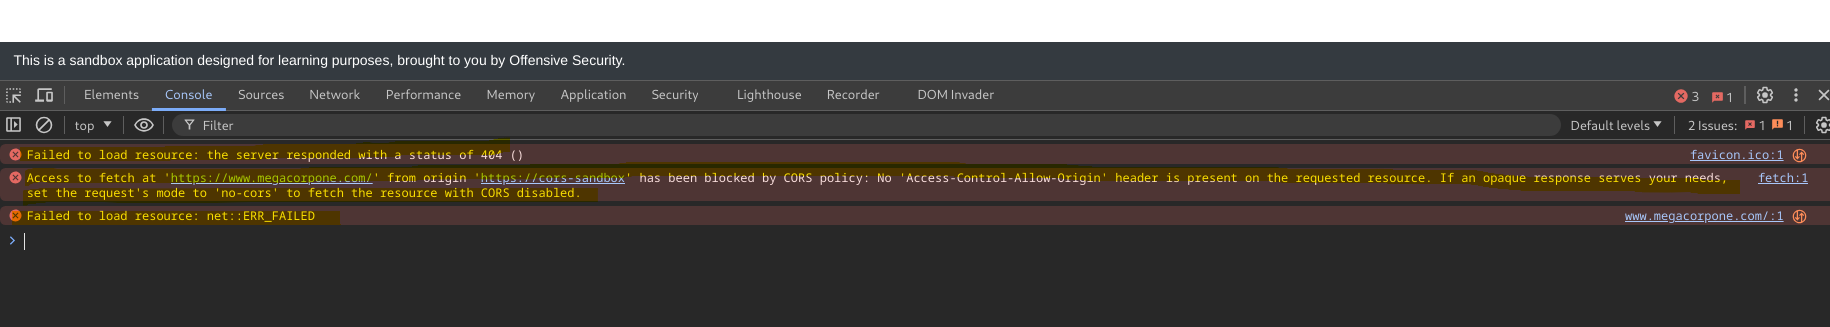 This is a sandbox application designed for learning purposes, brought to you by Offensive Security.
Elements Console Sources Network Performance Memory Application Security Lighthouse Recorder DOM Invader 3 1
top Filter Default levels 2 Issues: 1 1
Failed to load resource: the server responded with a status of 404 () favicon.ico:1
Access to fetch at 'https://www.megacorpone.com/' from origin 'https://cors-sandbox' has been blocked by CORS policy: No 'Access-Control-Allow-Origin' header is present on the requested resource. If an opaque response serves your needs, fetch:1
set the request's mode to 'no-cors' to fetch the resource with CORS disabled.
Failed to load resource: net::ERR_FAILED www.megacorpone.com/:1